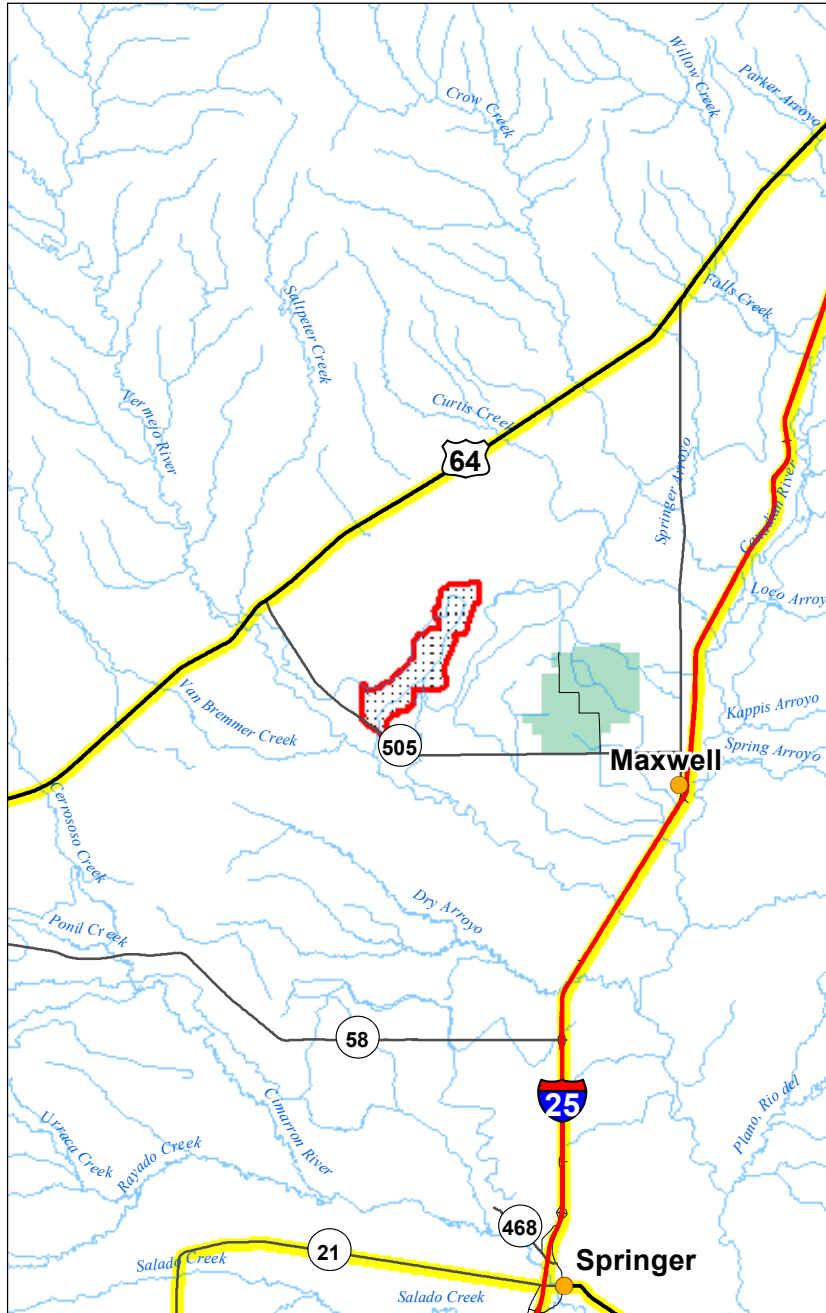 Willow Creek
Parker Arroyo
Crow Creek
Saltpeter Creek
Falls Creek
Vermejo River
Curtis Creek
64
Springer Arroyo
Canadian River
Loco Arroyo
Van Bremmer Creek
Kappis Arroyo
505
Spring Arroyo
Maxwell
Cerrososo Creek
Dry Arroyo
Ponil Creek
58
25
Plano, Rio del
Cimarron River
Urraca Creek
Rayado Creek
468
21
Springer
Salado Creek
Salado Creek